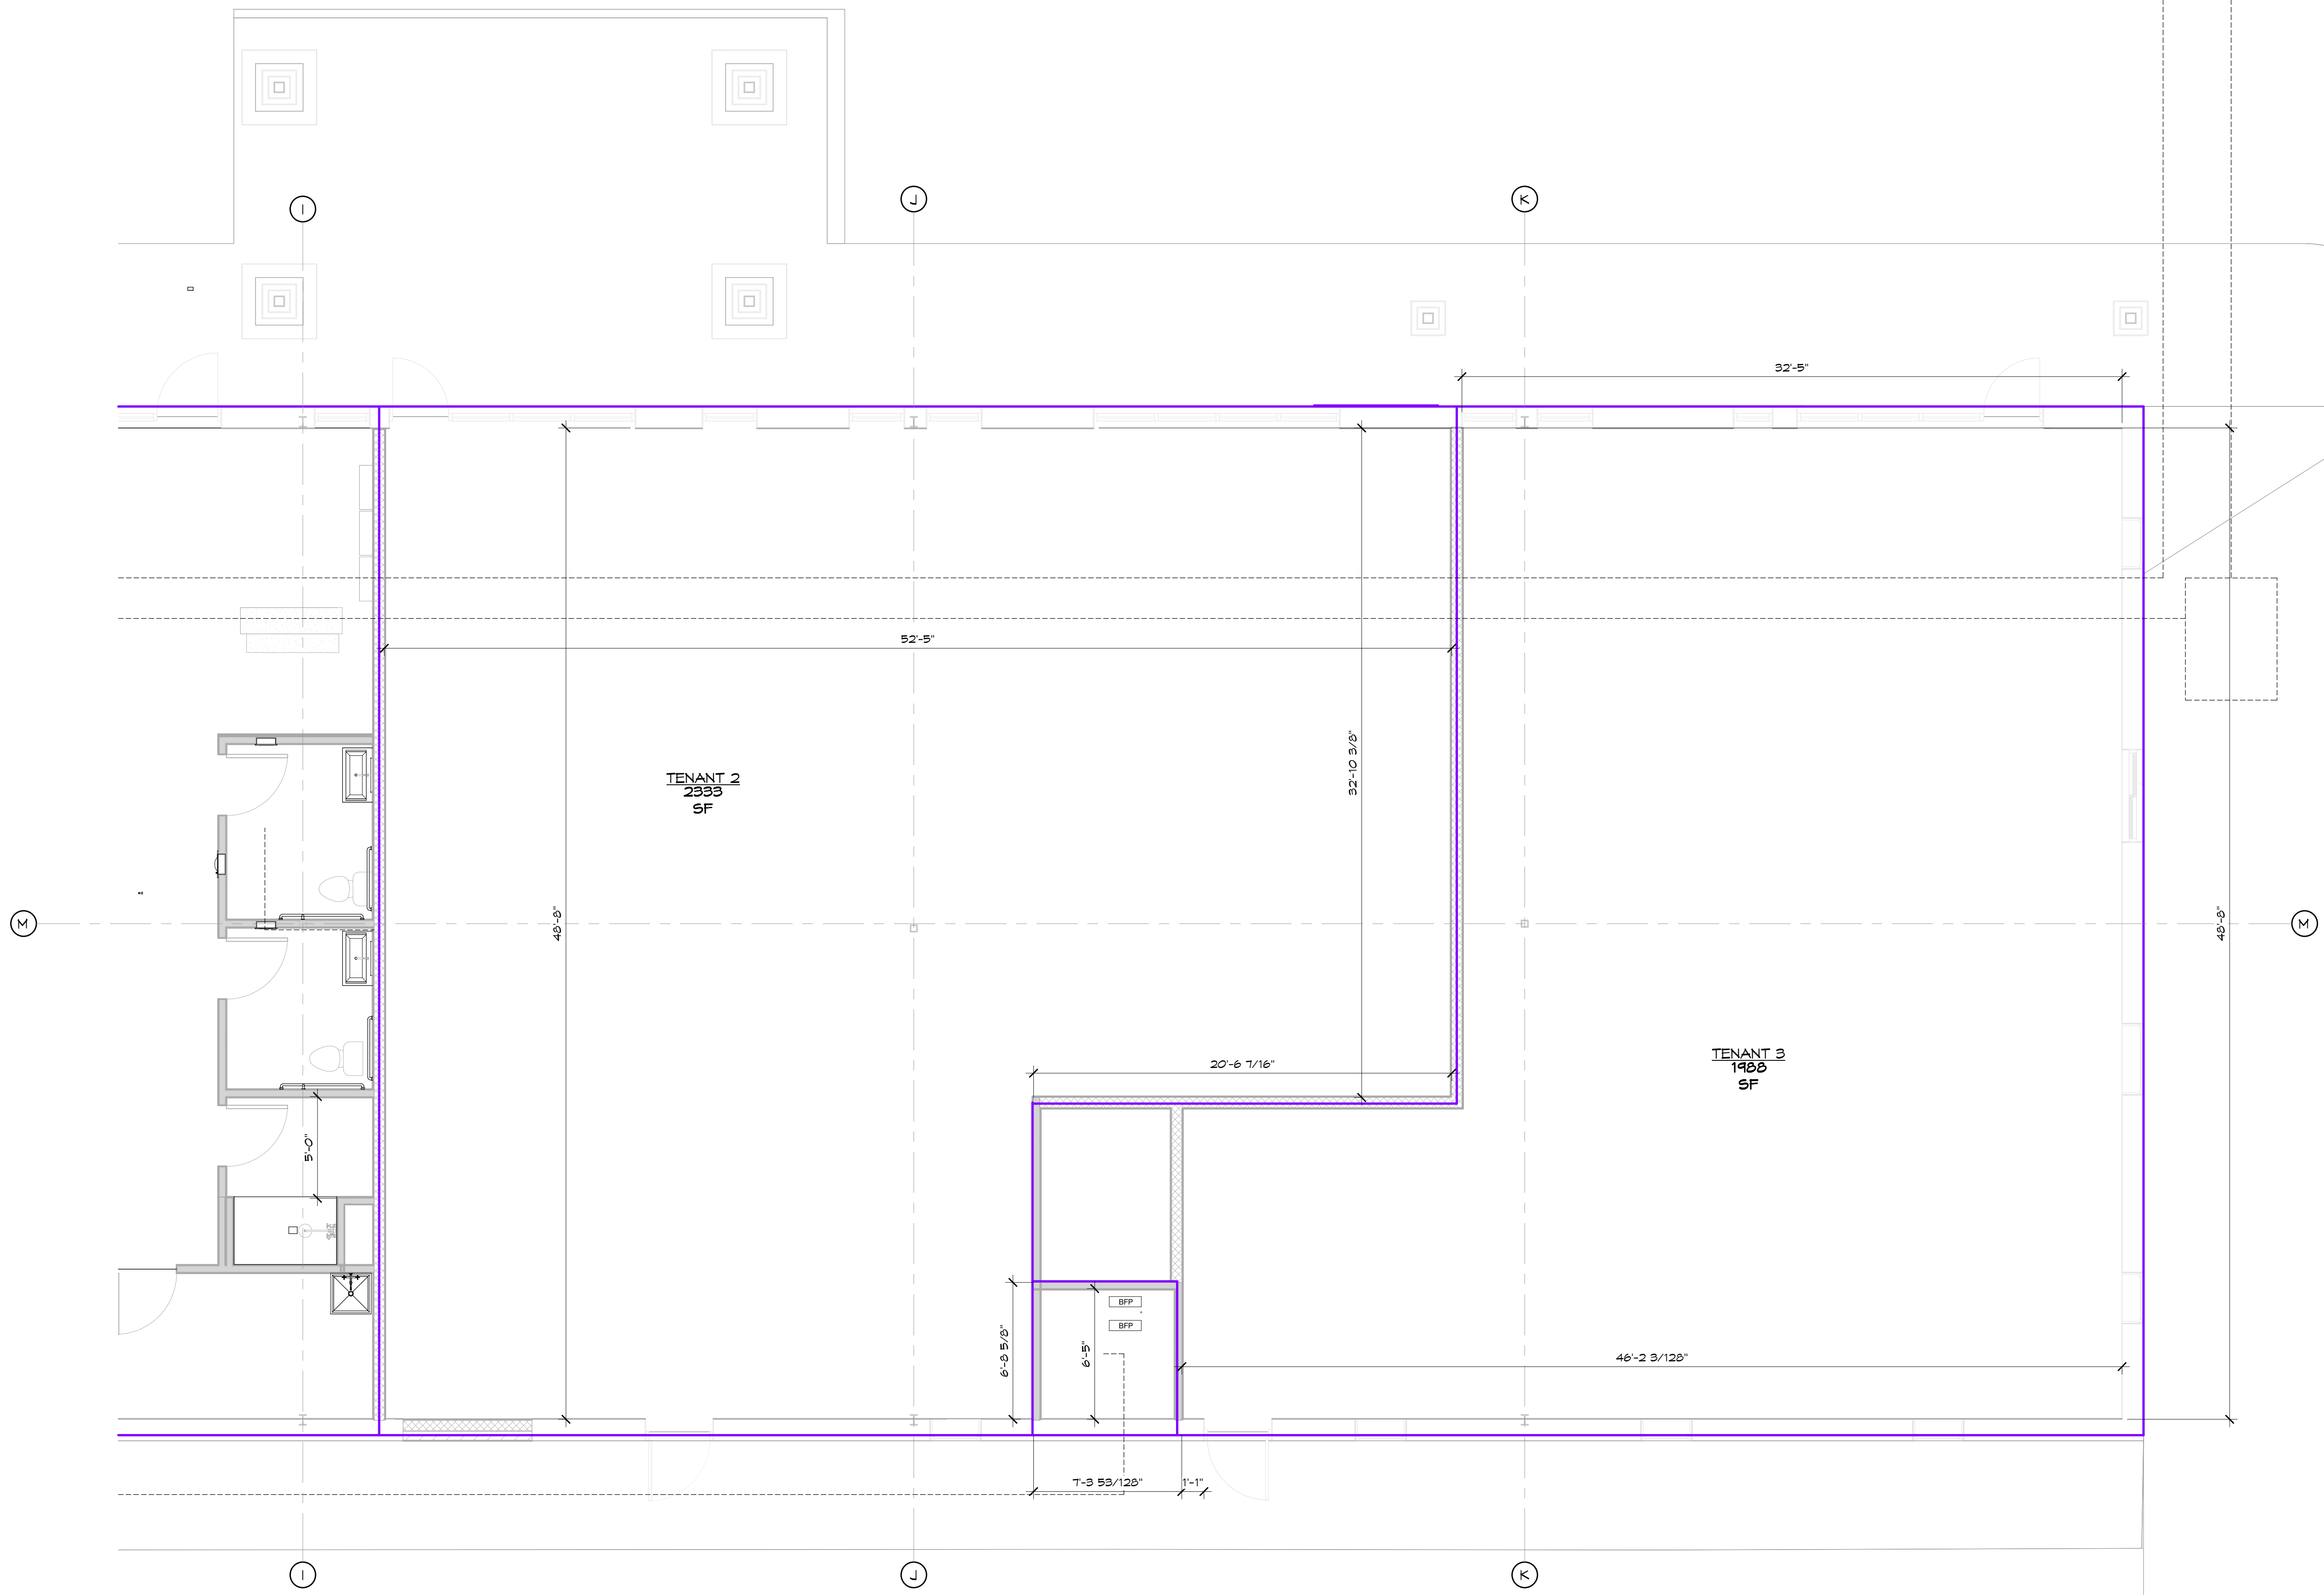 I
J
K
32'-5"
52'-5"
TENANT 2
2333
SF
32'-10 3/8"
48'-8"
M
M
48'-8"
20'-6 7/16"
TENANT 3
1988
SF
5'-0"
BFP
BFP
6'-8 5/8"
6'-5"
46'-2 3/128"
7'-3 53/128"
1'-1"
I
J
K